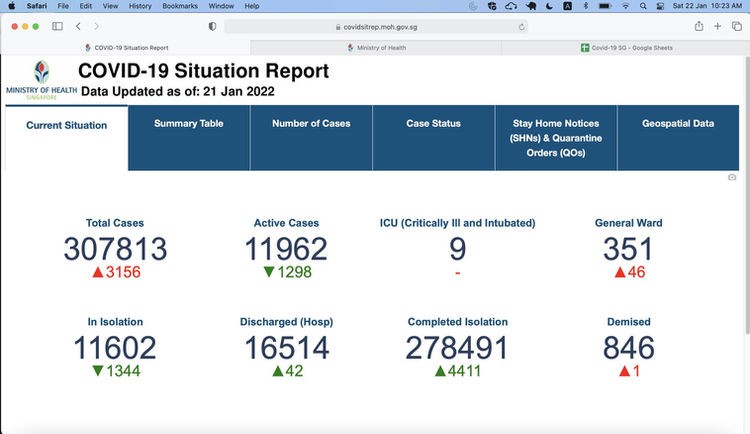 Safari File Edit View History Bookmarks Window Help A Sat 22 Jan 10:23 AM
covidsitrep.moh.gov.sg
COVID-19 Situation Report Ministry of Health Covid-19 SG - Google Sheets
MINISTRY OF HEALTH
SINGAPORE
COVID-19 Situation Report
Data Updated as of: 21 Jan 2022
Current Situation Summary Table Number of Cases Case Status Stay Home Notices Geospatial Data
(SHNs) & Quarantine
Orders (QOs)
Total Cases Active Cases ICU (Critically Ill and Intubated) General Ward
307813 11962 9 351
▲3156 ▼1298 - ▲46
In Isolation Discharged (Hosp) Completed Isolation Demised
11602 16514 278491 846
▼1344 ▲42 ▲4411 ▲1